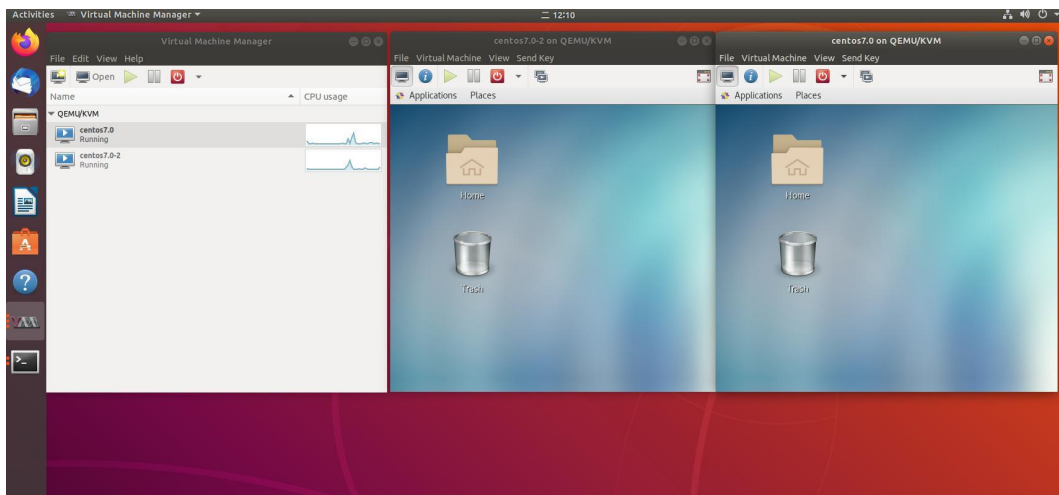 Activities Virtual Machine Manager 二 12:10
Virtual Machine Manager
File Edit View Help
Open
Name CPU usage
QEMU/KVM
centos7.0
Running
centos7.0-2
Running
centos7.0-2 on QEMU/KVM
File Virtual Machine View Send Key
Applications Places
Home
Trash
centos7.0 on QEMU/KVM
File Virtual Machine View Send Key
Applications Places
Home
Trash